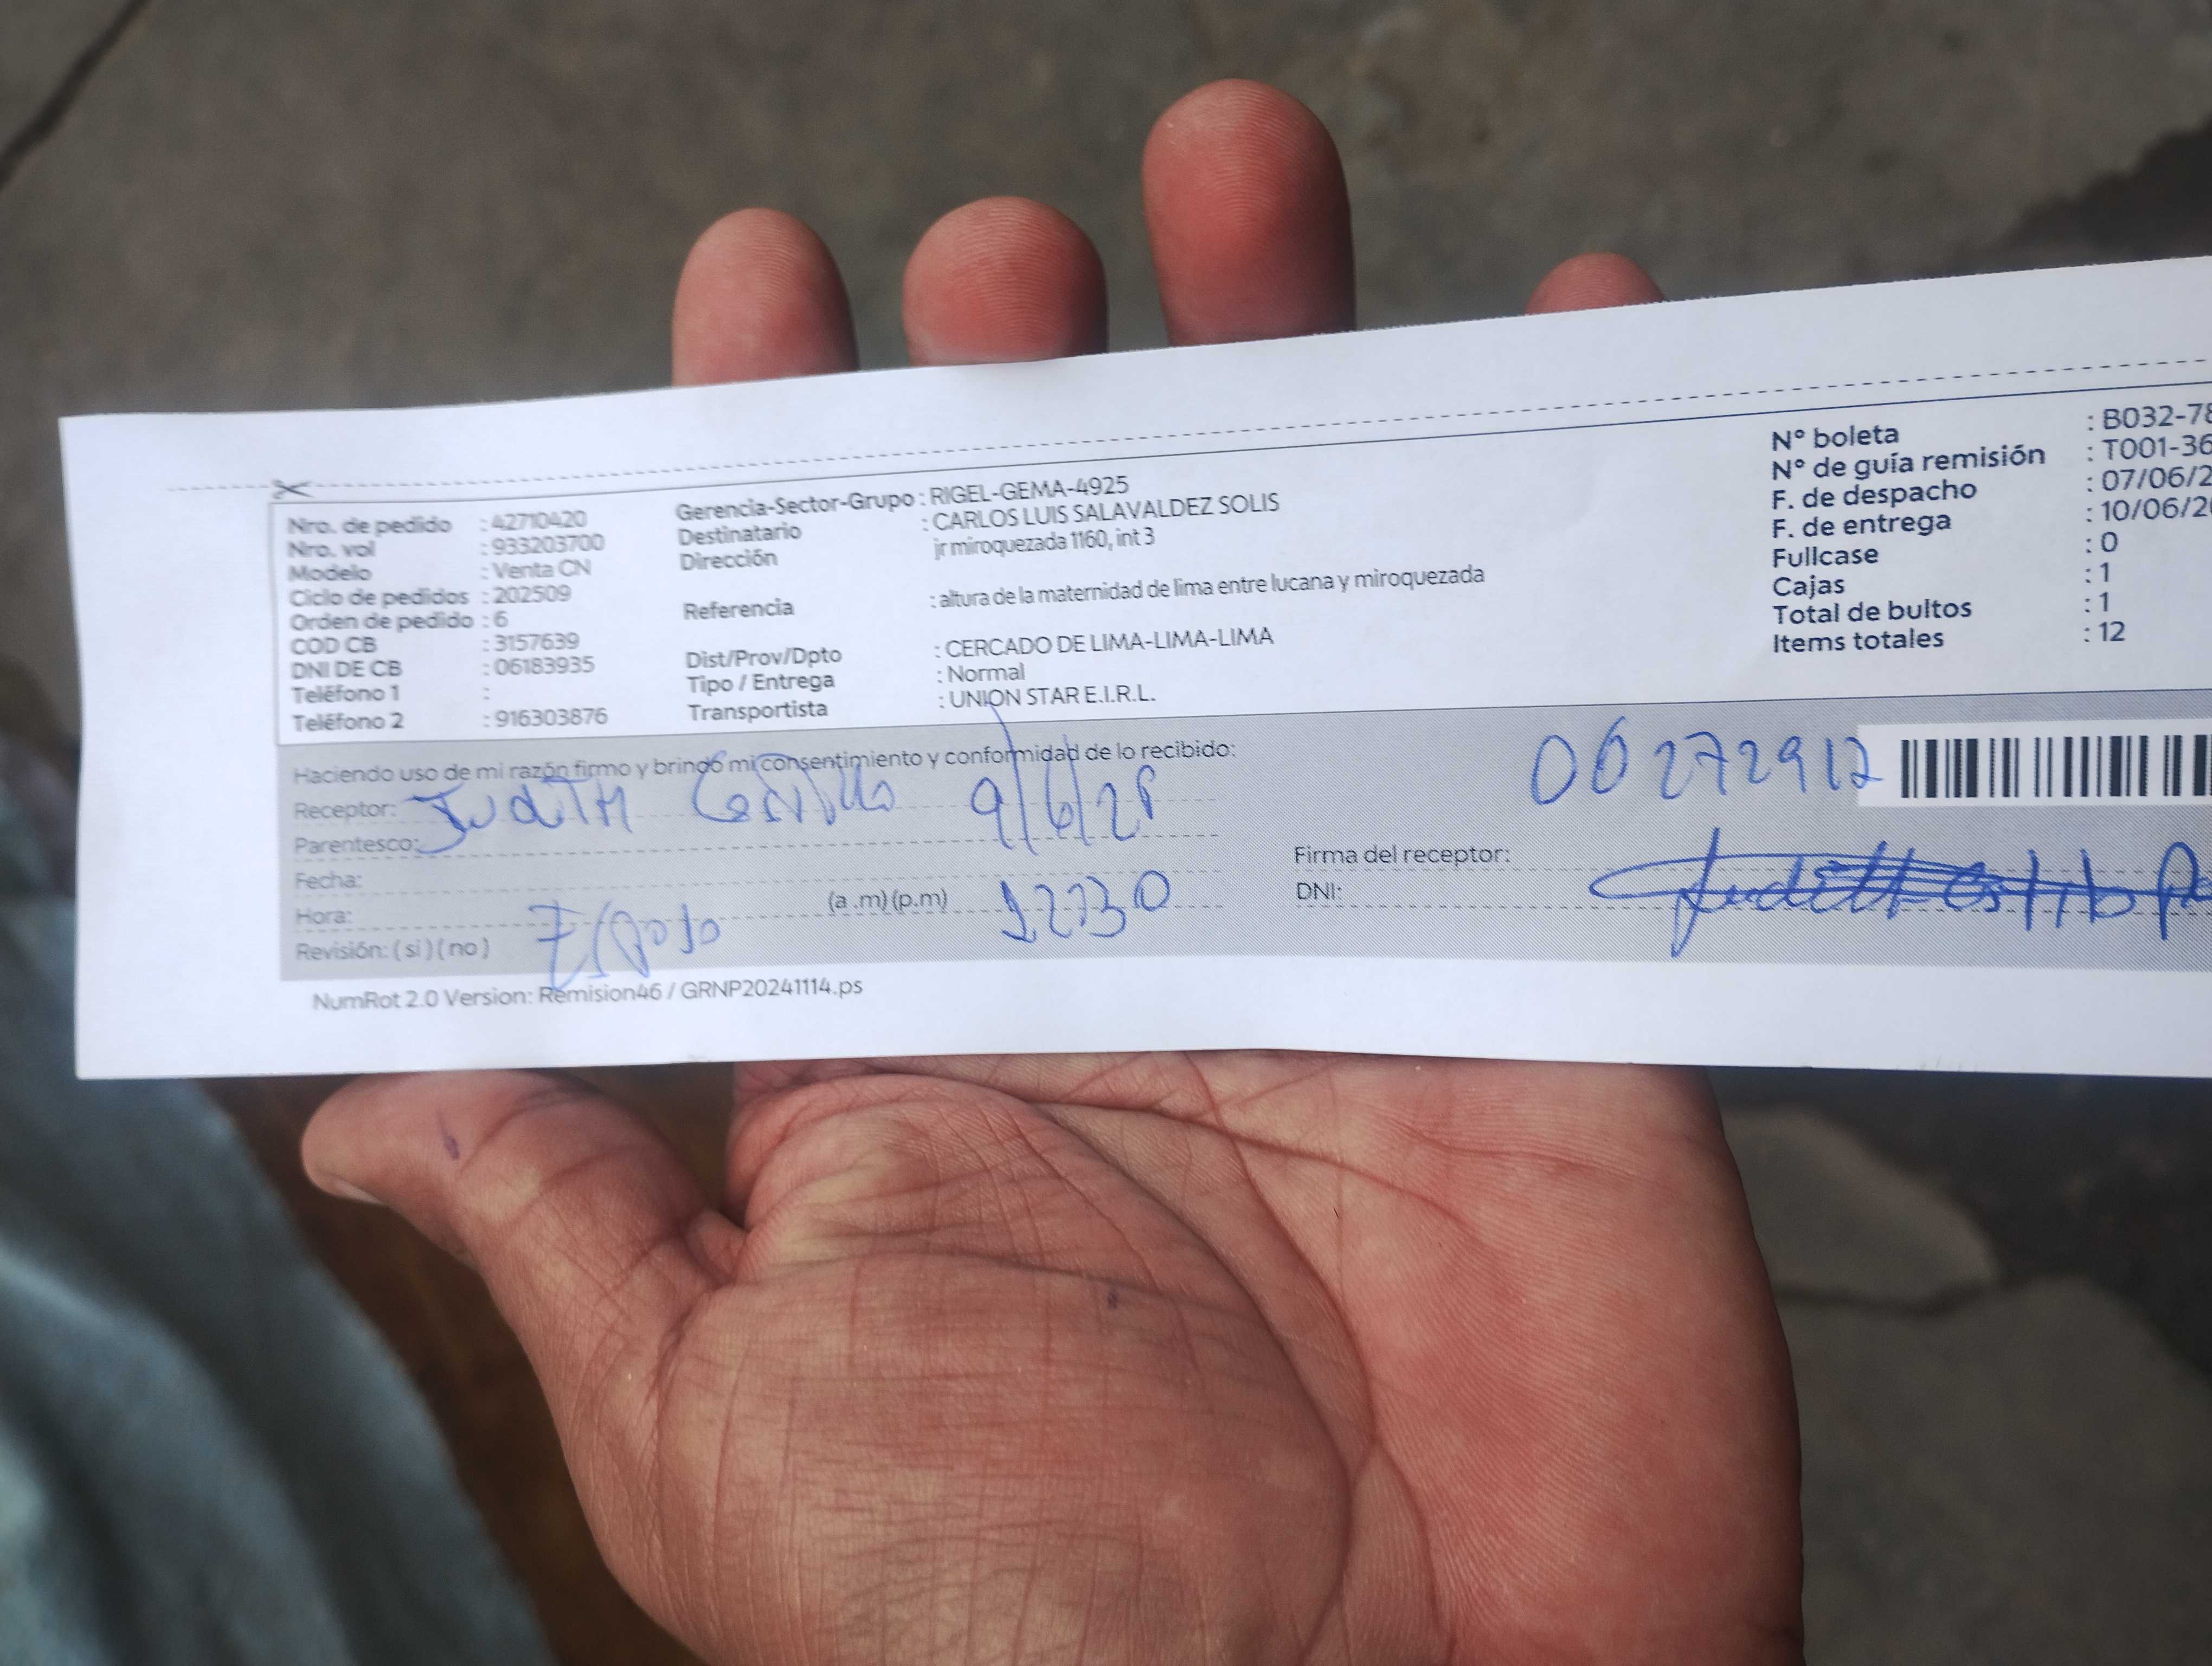 Nro. de pedido : 42710420
Nro. vol : 933203700
Modelo : Venta CN
Ciclo de pedidos : 202509
Orden de pedido : 6
COD CB : 3157639
DNI DE CB : 06183935
Teléfono 1 :
Teléfono 2 : 916303876
Gerencia-Sector-Grupo : RIGEL-GEMA-4925
Destinatario : CARLOS LUIS SALAVALDEZ SOLIS
Dirección jr miroquezada 1160, int 3
Referencia : altura de la maternidad de lima entre lucana y miroquezada
Dist/Prov/Dpto : CERCADO DE LIMA-LIMA-LIMA
Tipo / Entrega : Normal
Transportista : UNION STAR E.I.R.L.
N° boleta : B032-78
N° de guía remisión : T001-36
F. de despacho : 07/06/2
F. de entrega : 10/06/2
Fullcase : 0
Cajas : 1
Total de bultos : 1
Items totales : 12
Haciendo uso de mi razón firmo y brindo mi consentimiento y conformidad de lo recibido:
Receptor: Judith 9/6/25
Parentesco:
Fecha:
Hora: (a .m) (p.m) 12:30
Revisión: ( si ) ( no )
06272912
Firma del receptor:
DNI:
NumRot 2.0 Version: Remision46 / GRNP20241114.ps